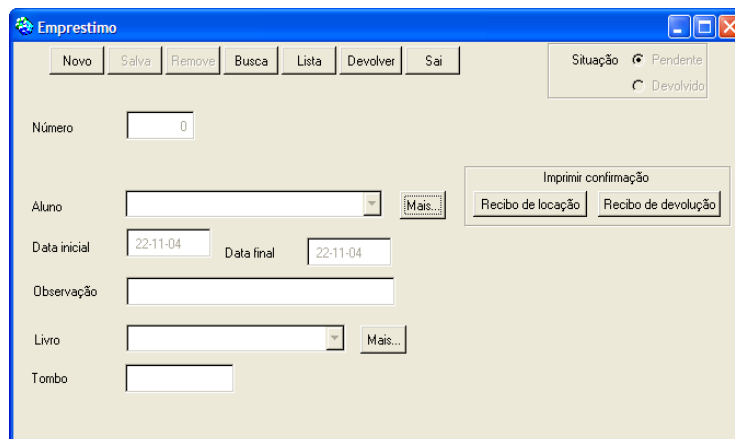 Emprestimo
Novo Salva Remove Busca Lista Devolver Sai
Situação Pendente
Devolvido
Número 0
Imprimir confirmação
Aluno Mais... Recibo de locação Recibo de devolução
Data inicial 22-11-04 Data final 22-11-04
Observação
Livro Mais...
Tombo